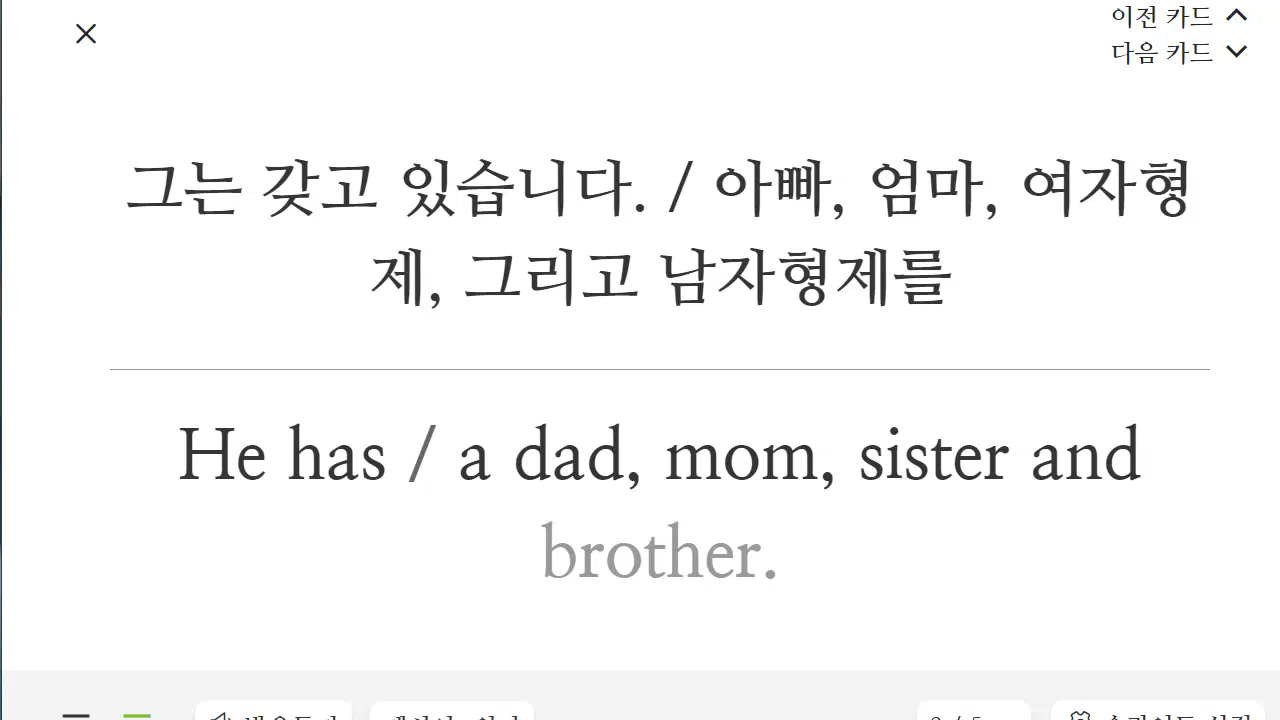 이전 카드
다음 카드
그는 갖고 있습니다. / 아빠, 엄마, 여자형
제, 그리고 남자형제를
He has / a dad, mom, sister and
brother.